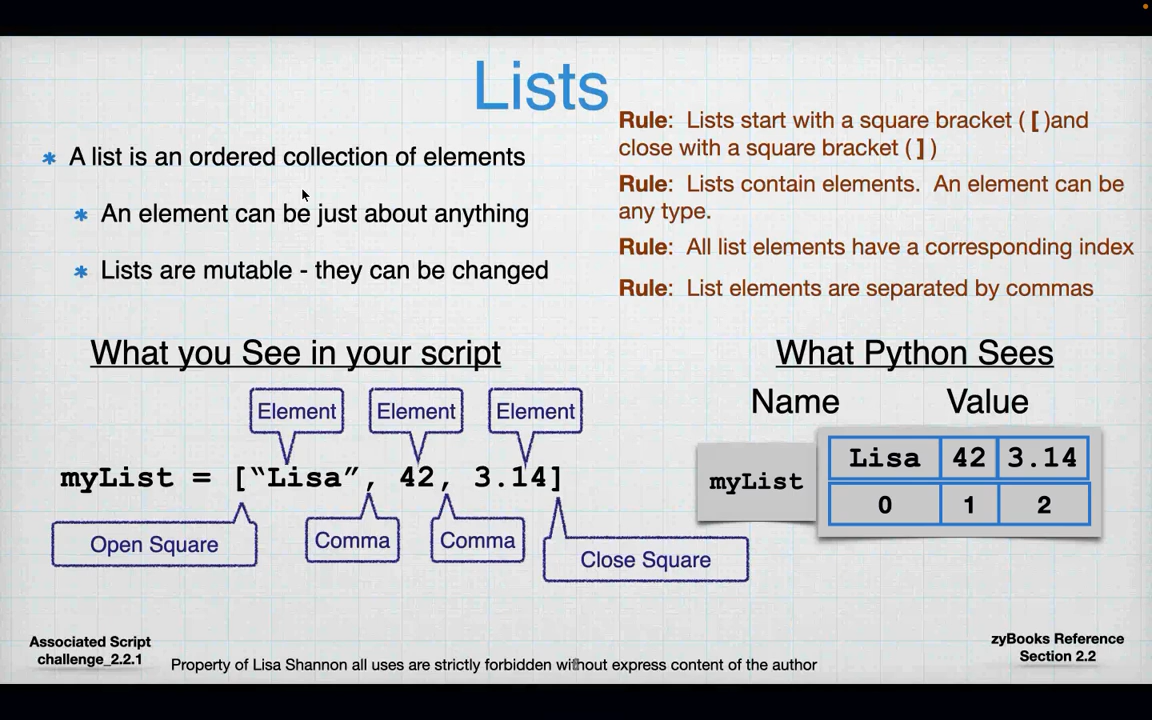 Lists
* A list is an ordered collection of elements
* An element can be just about anything
* Lists are mutable - they can be changed
Rule:  Lists start with a square bracket ( [ )and
close with a square bracket ( ] )
Rule:  Lists contain elements.  An element can be
any type.
Rule:  All list elements have a corresponding index
Rule:  List elements are separated by commas
What you See in your script
Element Element Element
myList = [“Lisa”, 42, 3.14]
Open Square Comma Comma Close Square
What Python Sees
Name Value
myList
Lisa 42 3.14
0 1 2
Associated Script
challenge_2.2.1
Property of Lisa Shannon all uses are strictly forbidden without express content of the author
zyBooks Reference
Section 2.2